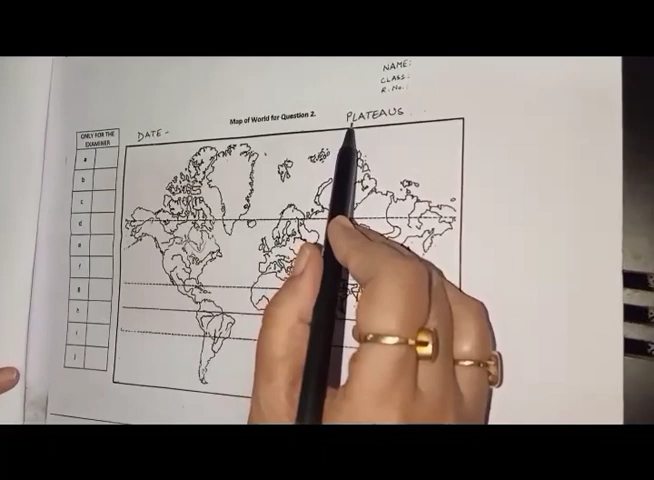 NAME:
CLASS:
R.No.:
Map of World for Question 2.
PLATEAUS
DATE -
ONLY FOR THE
EXAMINER
a
b
c
d
e
f
g
h
i
j